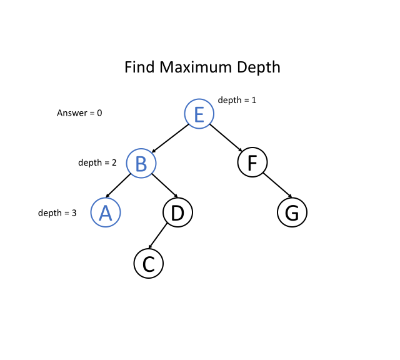 Find Maximum Depth
depth = 1
Answer = 0
E
depth = 2
B
F
depth = 3
A
D
G
C